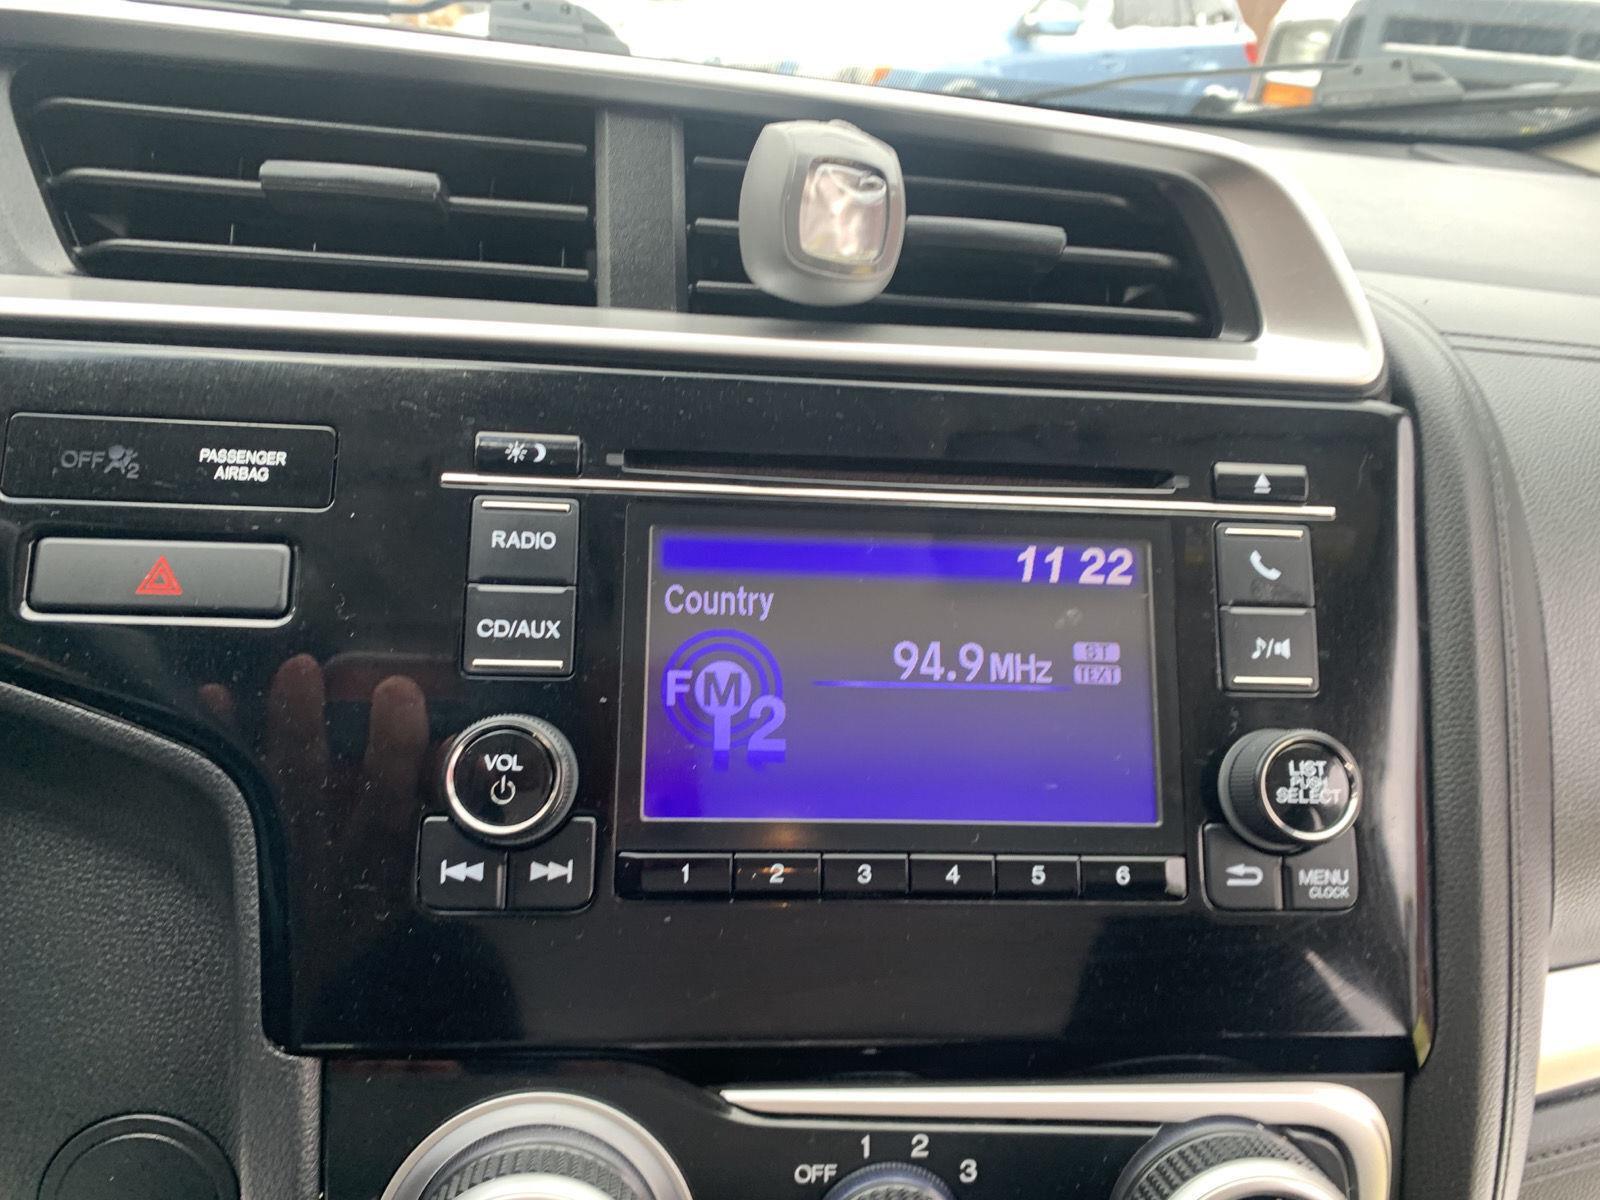 OFF 2
PASSENGER
AIRBAG
RADIO
CD/AUX
VOL
11 22
Country
94.9 MHz
ST
TEXT
FM
2
LIST
PUSH
SELECT
1 2 3 4 5 6
MENU
CLOCK
OFF 1 2 3